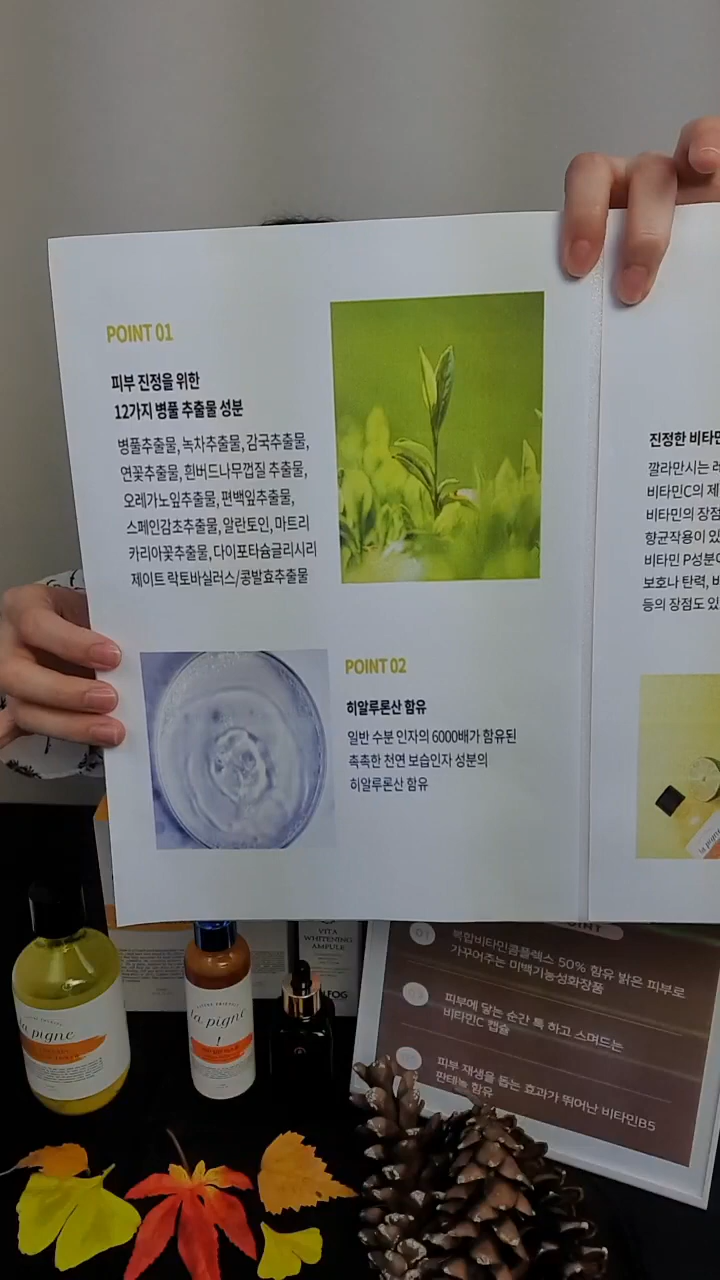 POINT 01
피부 진정을 위한
12가지 병풀 추출물 성분
병풀추출물, 녹차추출물, 감국추출물,
연꽃추출물, 흰버드나무껍질 추출물,
오레가노잎추출물, 편백잎추출물,
스페인감초추출물, 알란토인, 마트리
카리아꽃추출물, 다이포타슘글리시리
제이트 락토바실러스/콩발효추출물
POINT 02
히알루론산 함유
일반 수분 인자의 6000배가 함유된
촉촉한 천연 보습인자 성분의
히알루론산 함유
진정한 비타민
깔라만시는 레
비타민C의 제
비타민의 장점
향균작용이 있
비타민 P성분
보호나 탄력,
등의 장점도 있
la pigne
la pigne
la pigne
VITA
WHITENING
AMPULE
FOG
01
복합비타민콤플렉스 50% 함유 밝은 피부로
가꾸어주는 미백기능성화장품
피부에 닿는 순간 톡 하고 스며드는
비타민C 캡슐
피부 재생을 돕는 효과가 뛰어난 비타민B5
판테놀 함유